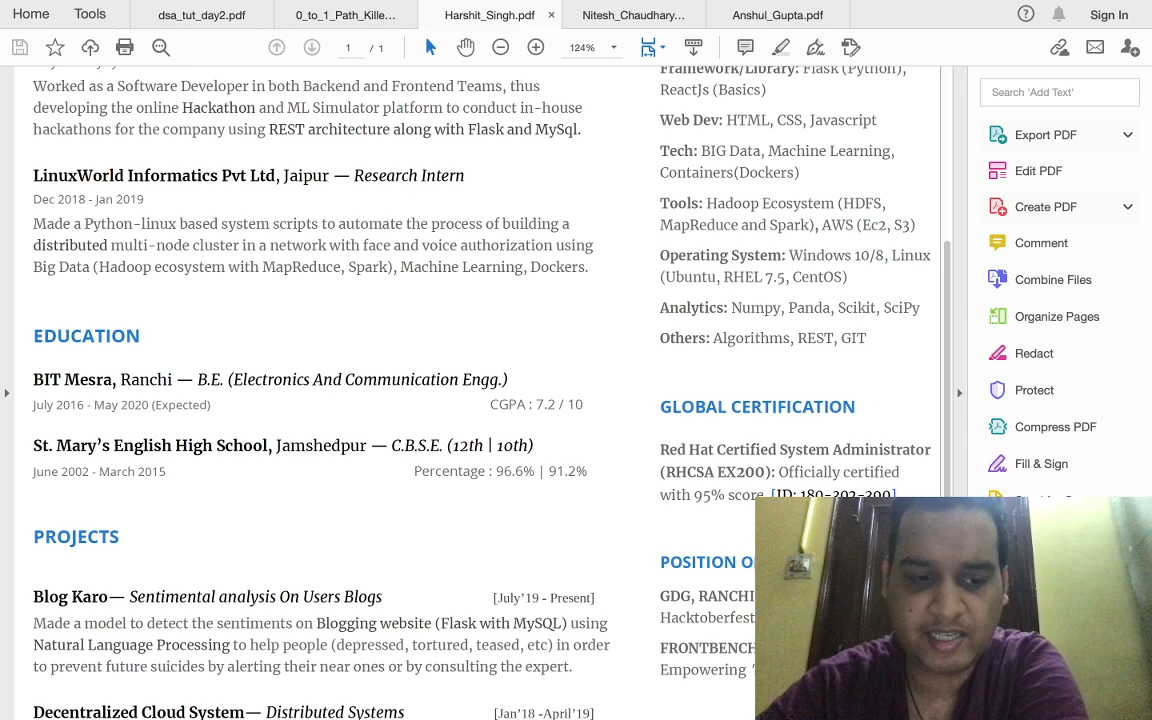 Home
Tools
dsa_tut_day2.pdf
0_to_1_Path_Kille...
Harshit_Singh.pdf
×
Nitesh_Chaudhary...
Anshul_Gupta.pdf
Sign In
1 / 1
124%
Worked as a Software Developer in both Backend and Frontend Teams, thus
developing the online Hackathon and ML Simulator platform to conduct in-house
hackathons for the company using REST architecture along with Flask and MySql.
LinuxWorld Informatics Pvt Ltd, Jaipur — Research Intern
Dec 2018 - Jan 2019
Made a Python-linux based system scripts to automate the process of building a
distributed multi-node cluster in a network with face and voice authorization using
Big Data (Hadoop ecosystem with MapReduce, Spark), Machine Learning, Dockers.
EDUCATION
BIT Mesra, Ranchi — B.E. (Electronics And Communication Engg.)
July 2016 - May 2020 (Expected) CGPA : 7.2 / 10
St. Mary’s English High School, Jamshedpur — C.B.S.E. (12th | 10th)
June 2002 - March 2015 Percentage : 96.6% | 91.2%
PROJECTS
Blog Karo— Sentimental analysis On Users Blogs [July’19 - Present]
Made a model to detect the sentiments on Blogging website (Flask with MySQL) using
Natural Language Processing to help people (depressed, tortured, teased, etc) in order
to prevent future suicides by alerting their near ones or by consulting the expert.
Decentralized Cloud System— Distributed Systems [Jan’18 -April’19]
Framework/Library: Flask (Python),
ReactJs (Basics)
Web Dev: HTML, CSS, Javascript
Tech: BIG Data, Machine Learning,
Containers(Dockers)
Tools: Hadoop Ecosystem (HDFS,
MapReduce and Spark), AWS (Ec2, S3)
Operating System: Windows 10/8, Linux
(Ubuntu, RHEL 7.5, CentOS)
Analytics: Numpy, Panda, Scikit, SciPy
Others: Algorithms, REST, GIT
GLOBAL CERTIFICATION
Red Hat Certified System Administrator
(RHCSA EX200): Officially certified
with 95% score [ID: 180-302-390]
POSITION O
GDG, RANCHI
Hacktoberfest
FRONTBENC
Empowering
Search 'Add Text'
Export PDF
Edit PDF
Create PDF
Comment
Combine Files
Organize Pages
Redact
Protect
Compress PDF
Fill & Sign